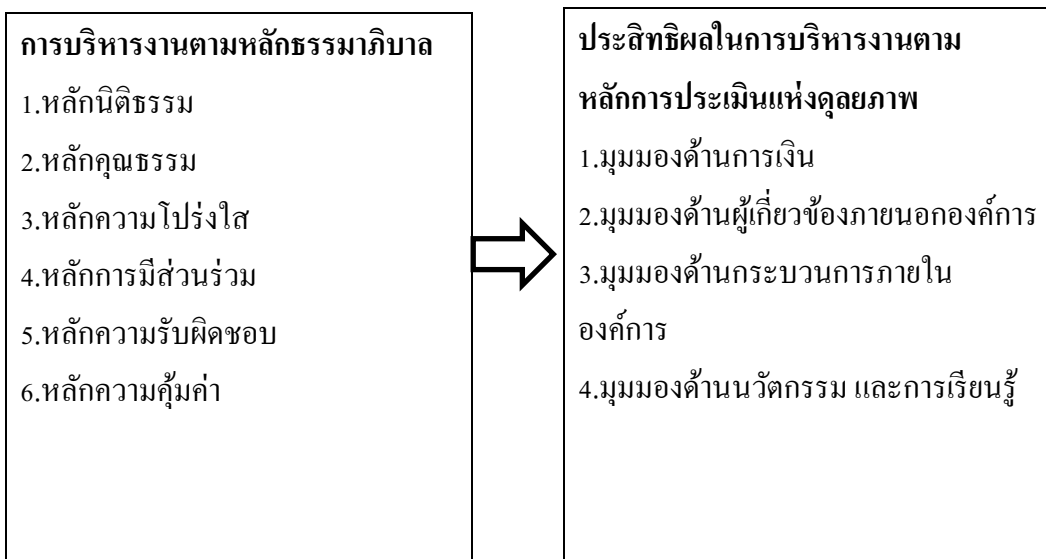 การบริหารงานตามหลักธรรมาภิบาล
1.หลักนิติธรรม
2.หลักคุณธรรม
3.หลักความโปร่งใส
4.หลักการมีส่วนร่วม
5.หลักความรับผิดชอบ
6.หลักความคุ้มค่า
ประสิทธิผลในการบริหารงานตาม
หลักการประเมินแห่งดุลยภาพ
1.มุมมองด้านการเงิน
2.มุมมองด้านผู้เกี่ยวข้องภายนอกองค์การ
3.มุมมองด้านกระบวนการภายใน
องค์การ
4.มุมมองด้านนวัตกรรม และการเรียนรู้